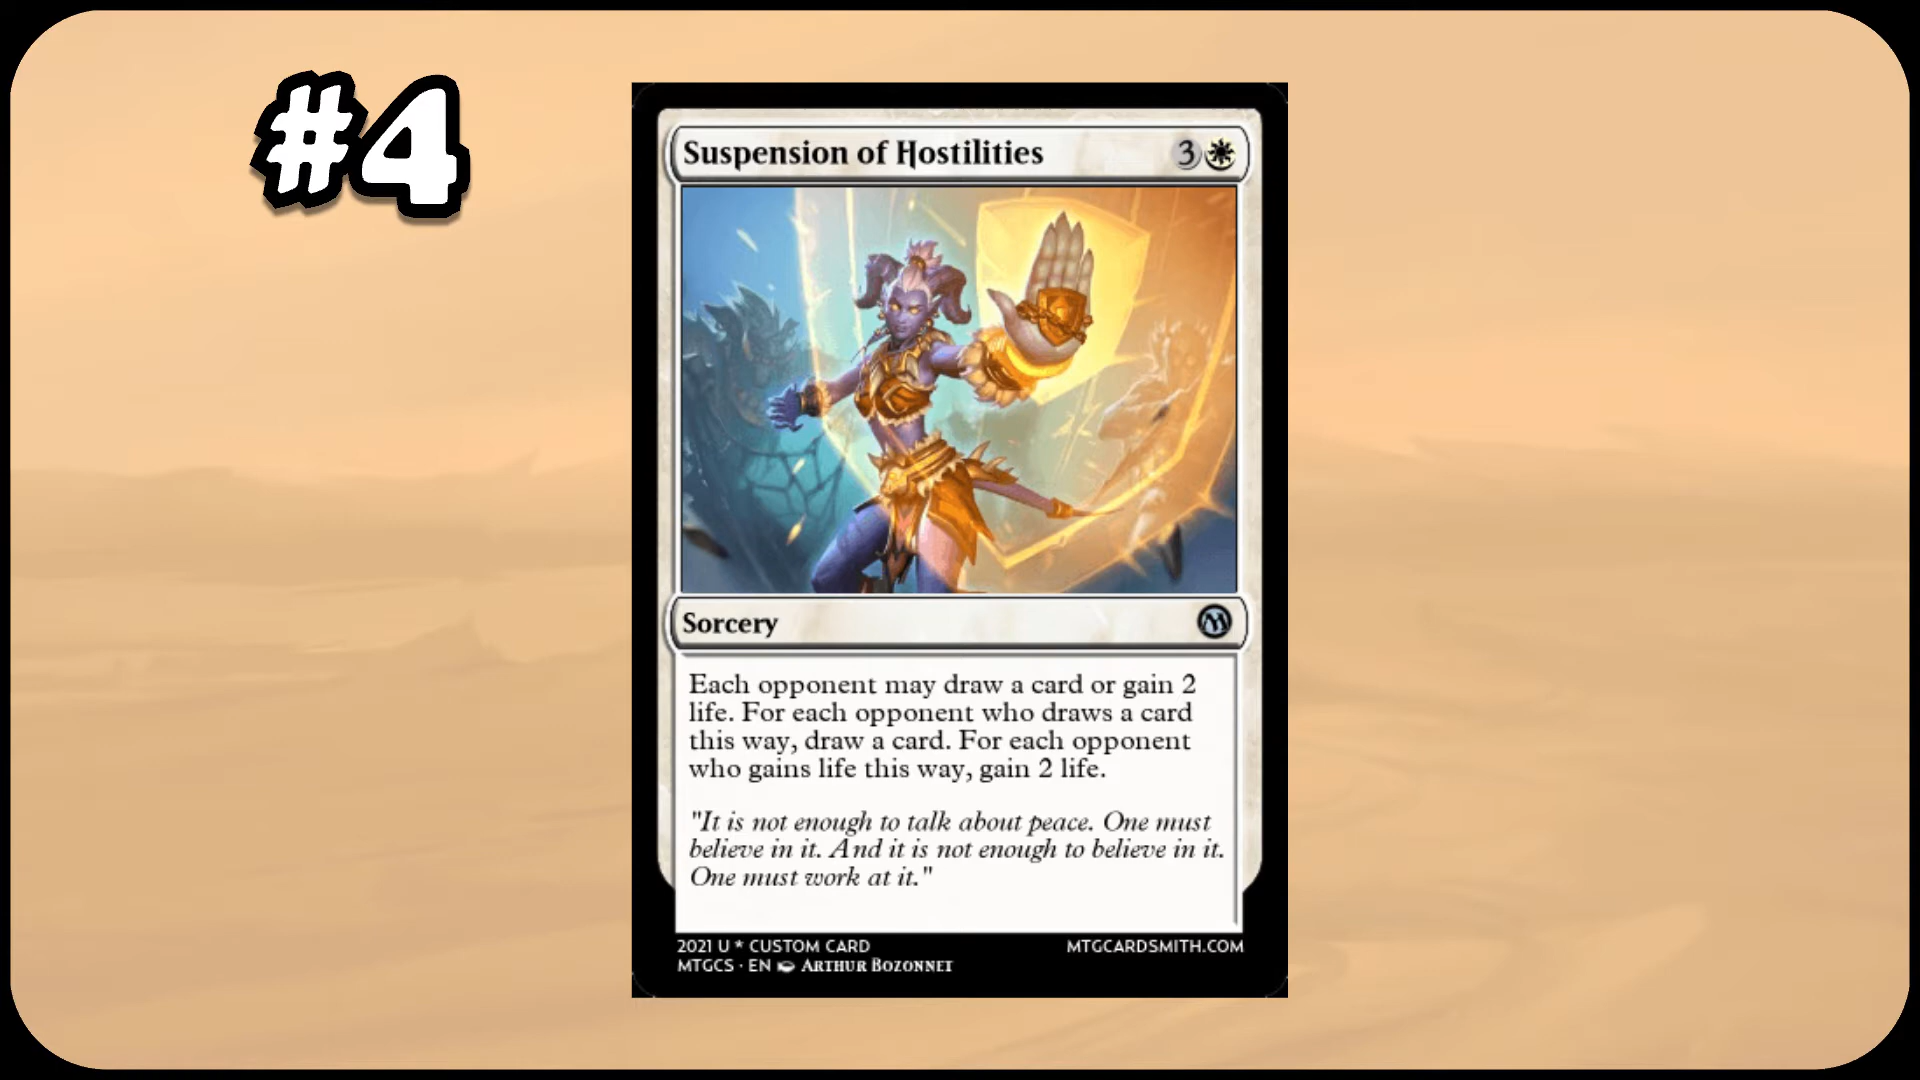 #4
Suspension of Hostilities 3
Sorcery
Each opponent may draw a card or gain 2
life. For each opponent who draws a card
this way, draw a card. For each opponent
who gains life this way, gain 2 life.
"It is not enough to talk about peace. One must
believe in it. And it is not enough to believe in it.
One must work at it."
2021 U * CUSTOM CARD
MTGCARDSMITH.COM
MTGCS · EN ARTHUR BOZONNET